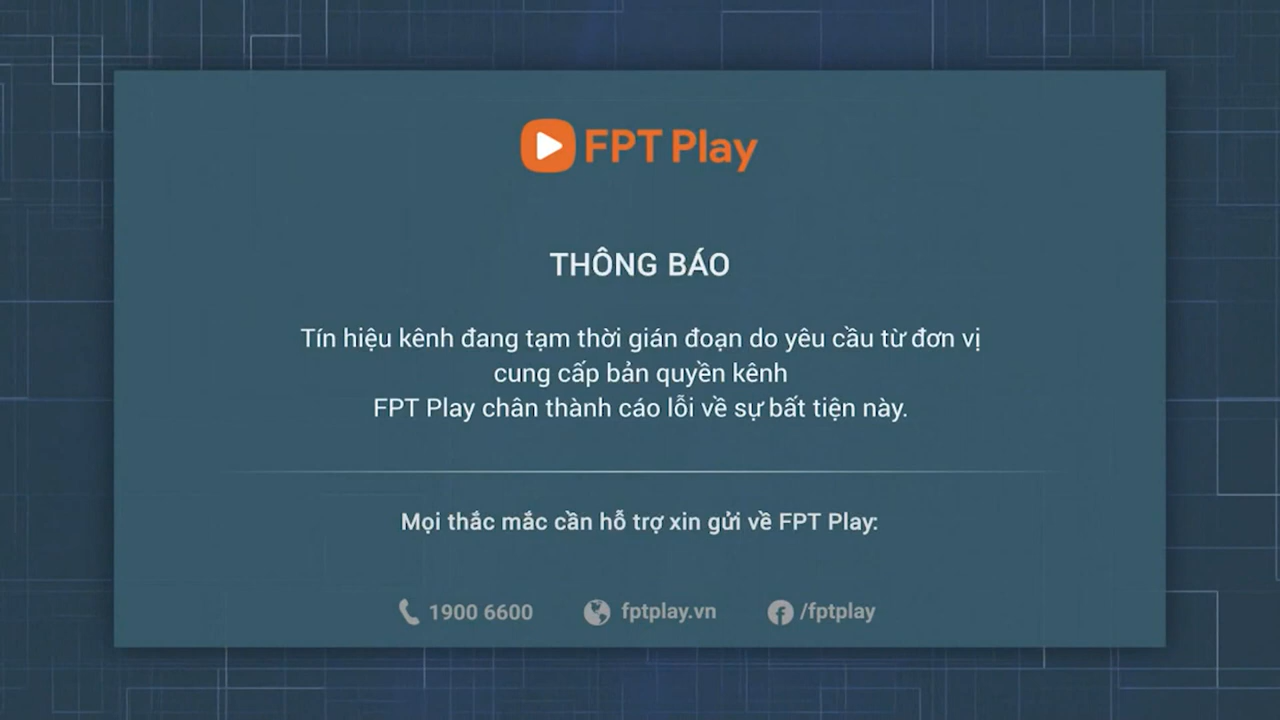 FPT Play
THÔNG BÁO
Tín hiệu kênh đang tạm thời gián đoạn do yêu cầu từ đơn vị
cung cấp bản quyền kênh
FPT Play chân thành cáo lỗi về sự bất tiện này.
Mọi thắc mắc cần hỗ trợ xin gửi về FPT Play:
1900 6600 fptplay.vn /fptplay